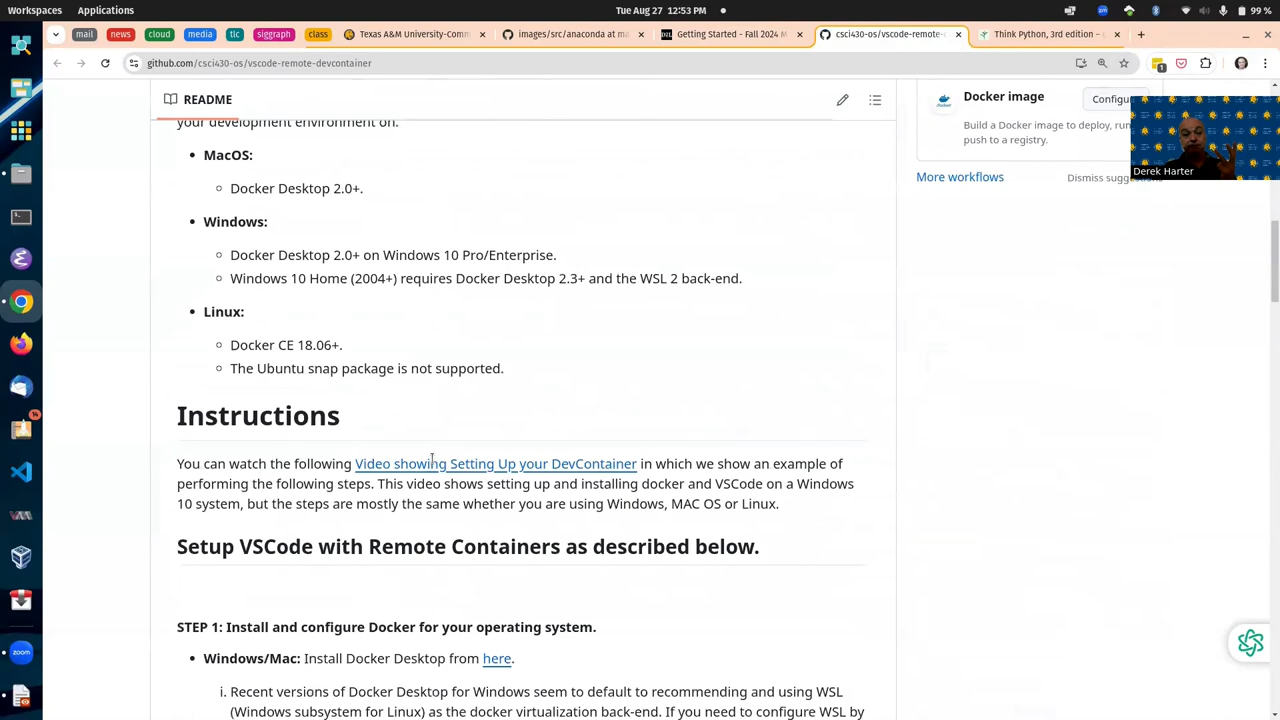 Workspaces
Applications
Tue Aug 27 12:53 PM
99 %
mail
news
cloud
media
tlc
siggraph
class
Texas A&M University-Comm
images/src/anaconda at ma
Getting Started - Fall 2024 M
csci430-os/vscode-remote-
Think Python, 3rd edition –
github.com/csci430-os/vscode-remote-devcontainer
1
README
your development environment on.
• MacOS:
Docker Desktop 2.0+.
• Windows:
Docker Desktop 2.0+ on Windows 10 Pro/Enterprise.
Windows 10 Home (2004+) requires Docker Desktop 2.3+ and the WSL 2 back-end.
• Linux:
Docker CE 18.06+.
The Ubuntu snap package is not supported.
Instructions
You can watch the following Video showing Setting Up your DevContainer in which we show an example of
performing the following steps. This video shows setting up and installing docker and VSCode on a Windows
10 system, but the steps are mostly the same whether you are using Windows, MAC OS or Linux.
Setup VSCode with Remote Containers as described below.
STEP 1: Install and configure Docker for your operating system.
• Windows/Mac: Install Docker Desktop from here.
i. Recent versions of Docker Desktop for Windows seem to default to recommending and using WSL
(Windows subsystem for Linux) as the docker virtualization back-end. If you need to configure WSL by
Docker image
Configu
Build a Docker image to deploy, run
push to a registry.
More workflows
Dismiss sugg
Derek Harter
14
zoom